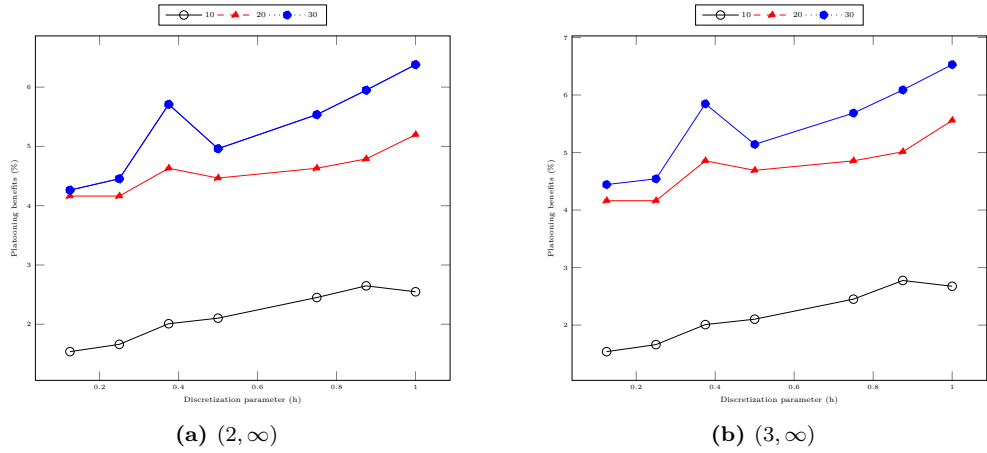 10 20 30
6
5
4
3
2
Platooning benefits (%)
0.2 0.4 0.6 0.8 1
Discretization parameter (h)
(a) (2, ∞)
10 20 30
7
6
5
4
3
2
Platooning benefits (%)
0.2 0.4 0.6 0.8 1
Discretization parameter (h)
(b) (3, ∞)